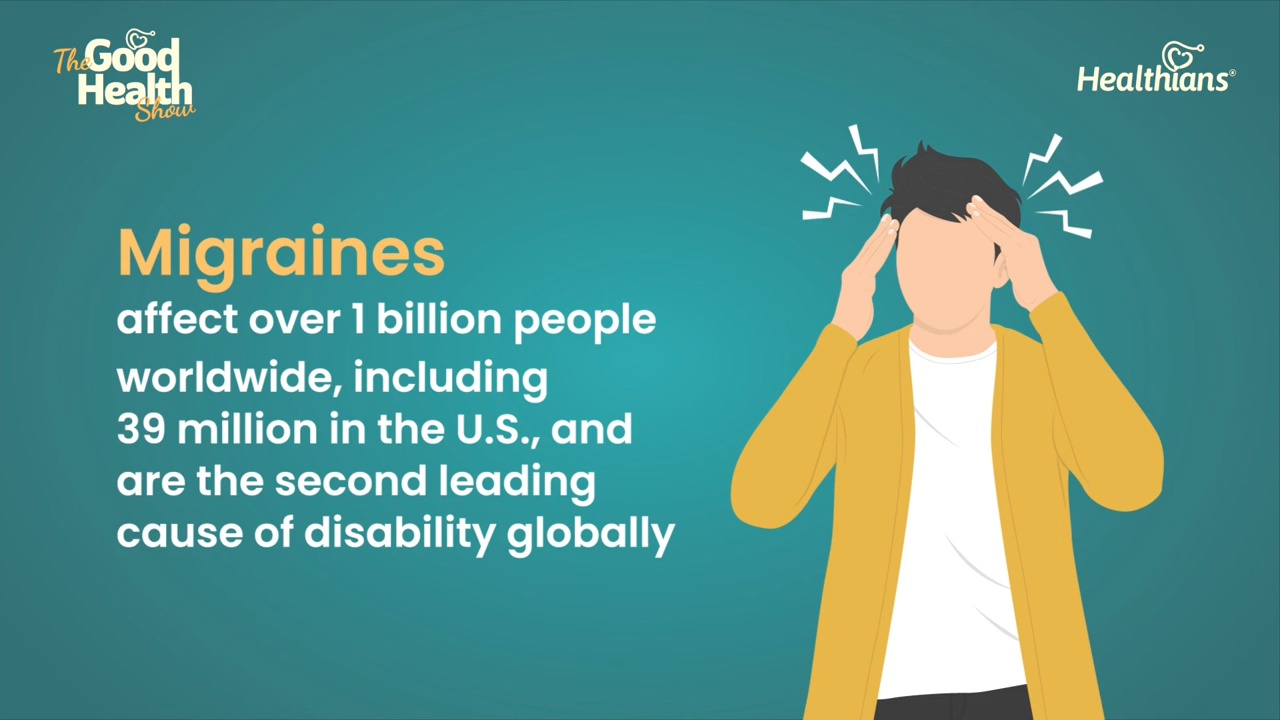 The Good
Health
Show
Healthians®
Migraines
affect over 1 billion people
worldwide, including
39 million in the U.S., and
are the second leading
cause of disability globally